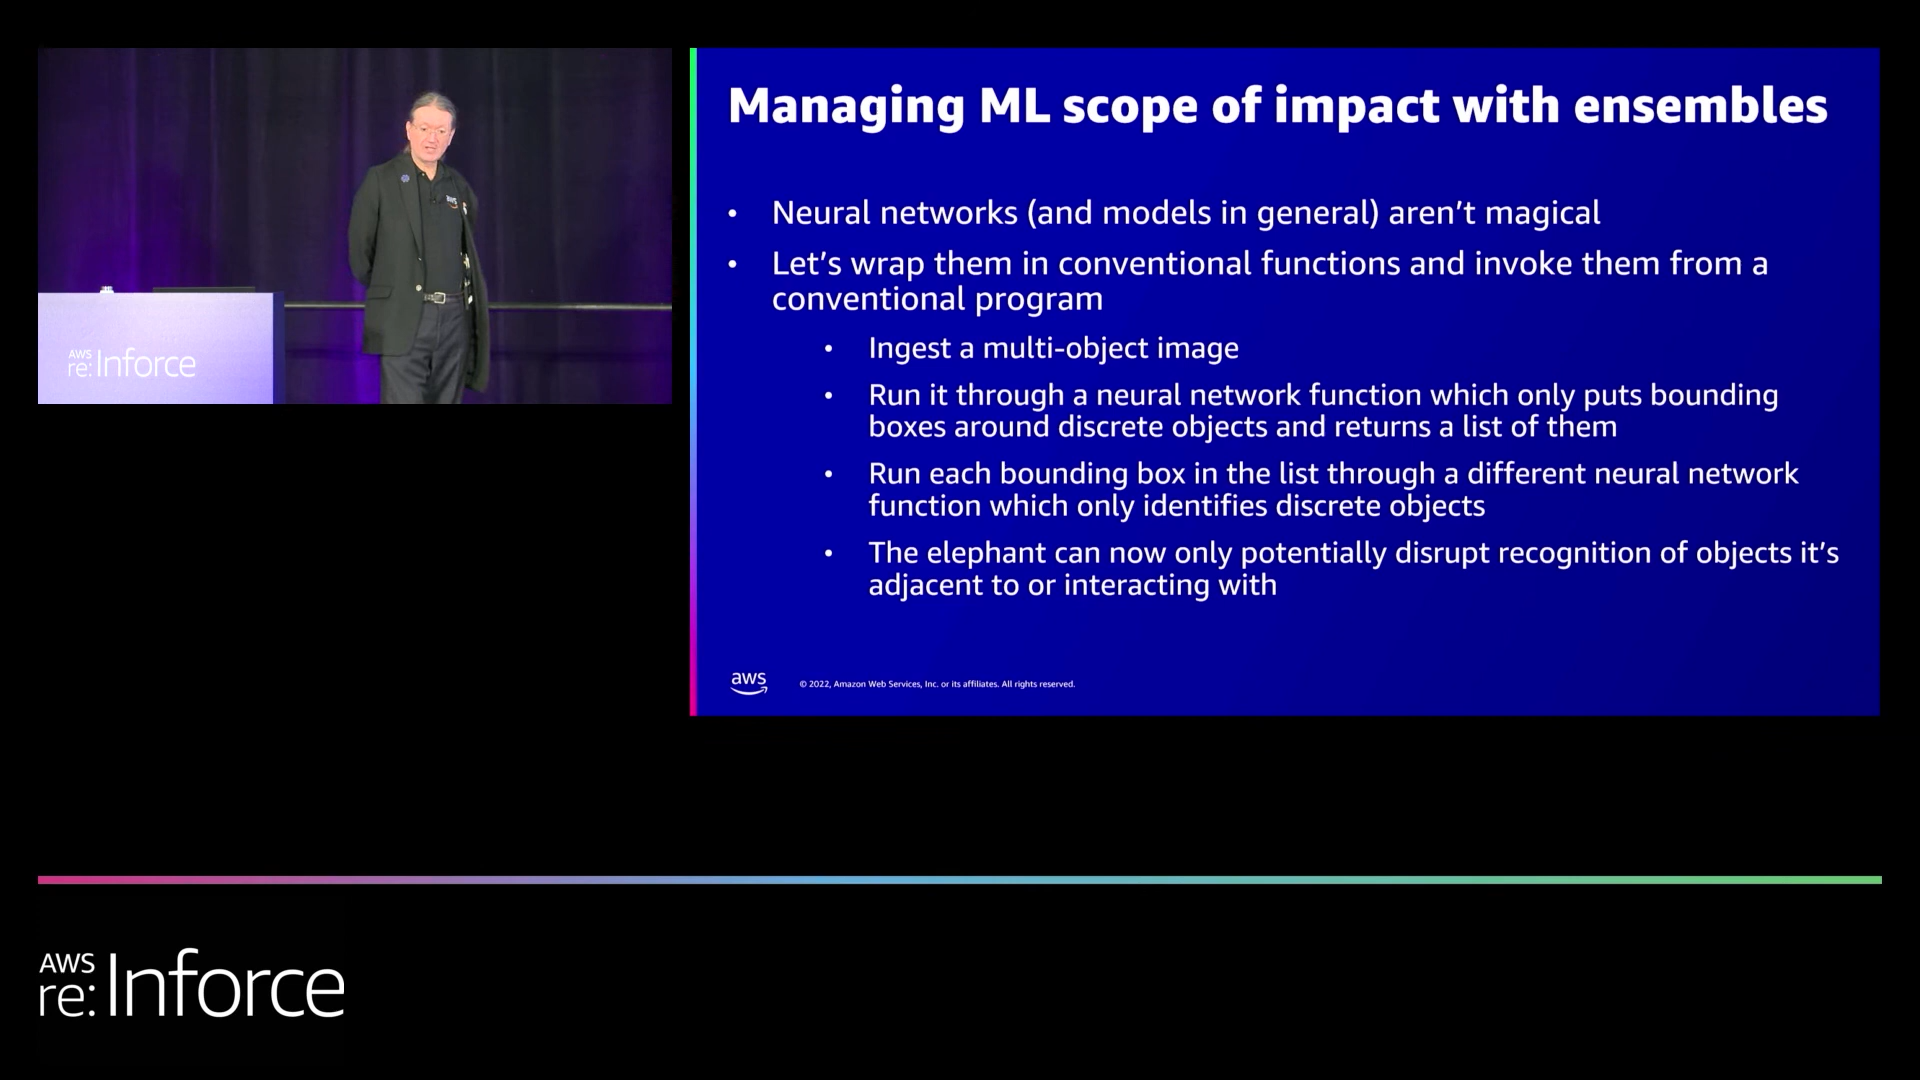 AWS
re:Inforce
aws
Managing ML scope of impact with ensembles
• Neural networks (and models in general) aren't magical
• Let's wrap them in conventional functions and invoke them from a
conventional program
• Ingest a multi-object image
• Run it through a neural network function which only puts bounding
boxes around discrete objects and returns a list of them
• Run each bounding box in the list through a different neural network
function which only identifies discrete objects
• The elephant can now only potentially disrupt recognition of objects it's
adjacent to or interacting with
aws
© 2022, Amazon Web Services, Inc. or its affiliates. All rights reserved.
AWS
re:Inforce